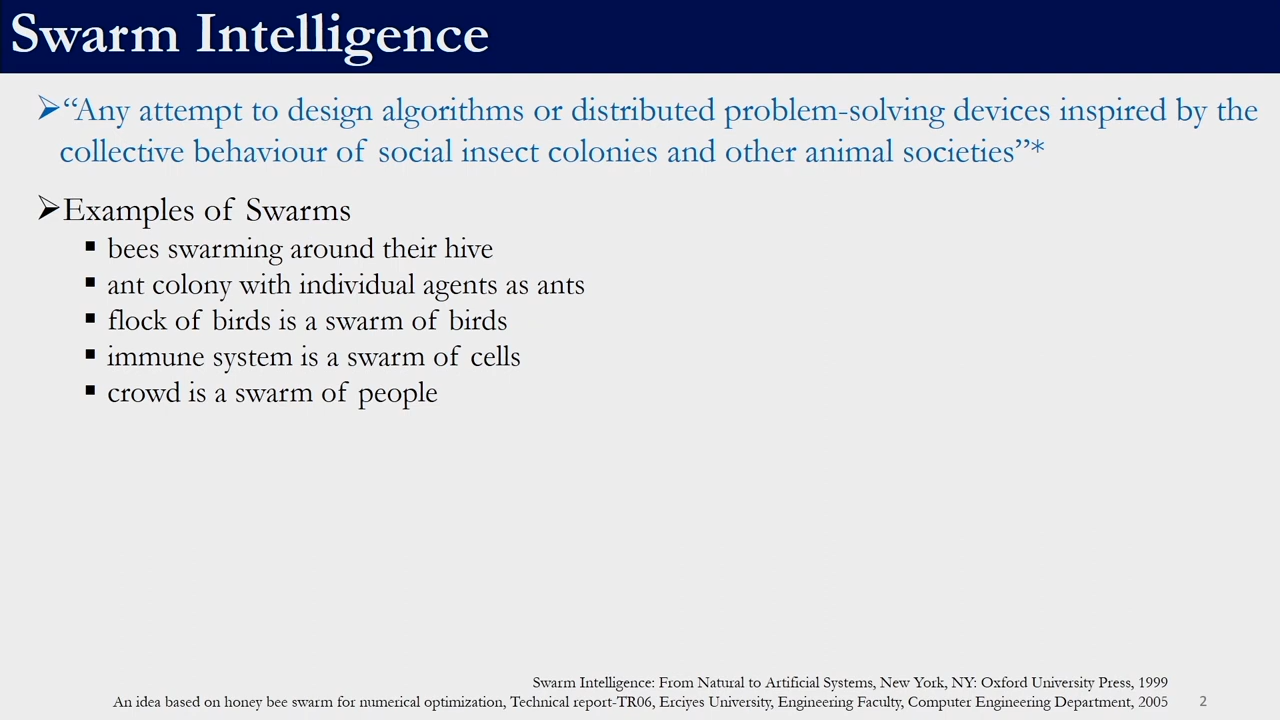 Swarm Intelligence
➢“Any attempt to design algorithms or distributed problem-solving devices inspired by the
collective behaviour of social insect colonies and other animal societies”*
➢Examples of Swarms
▪ bees swarming around their hive
▪ ant colony with individual agents as ants
▪ flock of birds is a swarm of birds
▪ immune system is a swarm of cells
▪ crowd is a swarm of people
Swarm Intelligence: From Natural to Artificial Systems, New York, NY: Oxford University Press, 1999
An idea based on honey bee swarm for numerical optimization, Technical report-TR06, Erciyes University, Engineering Faculty, Computer Engineering Department, 2005
2